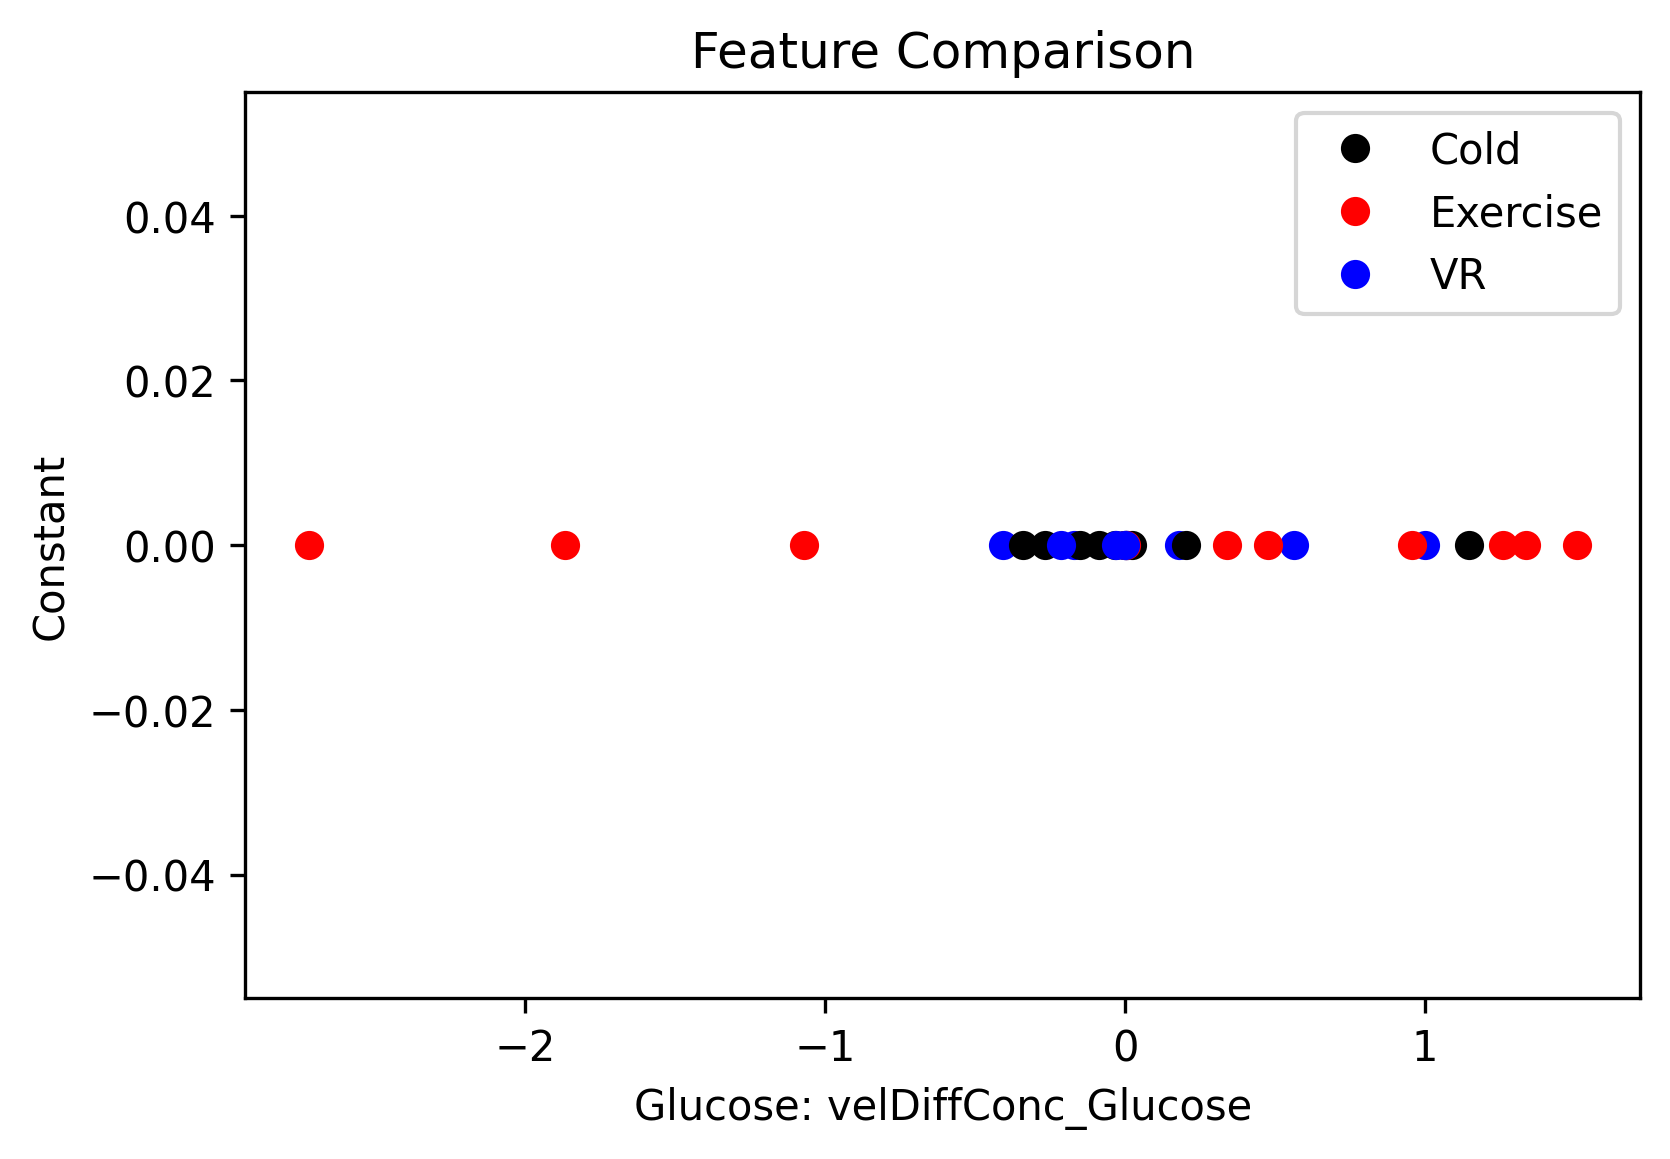 Feature Comparison
Cold
Exercise
VR
0.04
0.02
0.00
−0.02
−0.04
Constant
−2
−1
0
1
Glucose: velDiffConc_Glucose